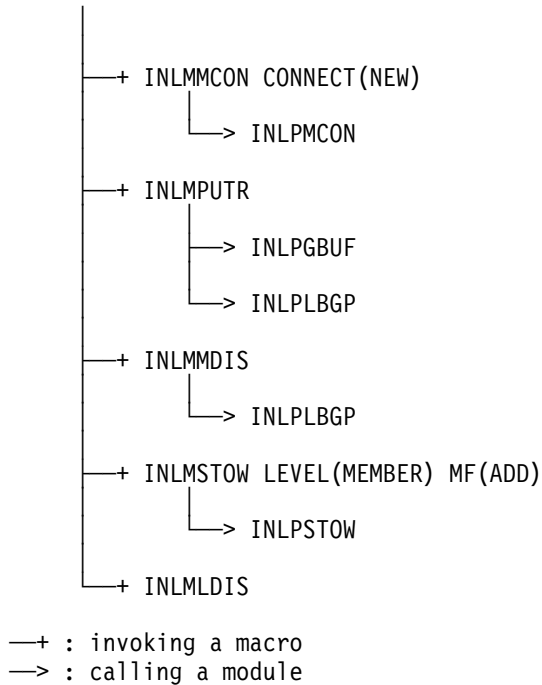 INLMMCON CONNECT(NEW)
INLPMCON
INLMPUTR
INLPGBUF
INLPLBGP
INLMMDIS
INLPLBGP
INLMSTOW LEVEL(MEMBER) MF(ADD)
INLPSTOW
INLMLDIS
──+ : invoking a macro
──> : calling a module